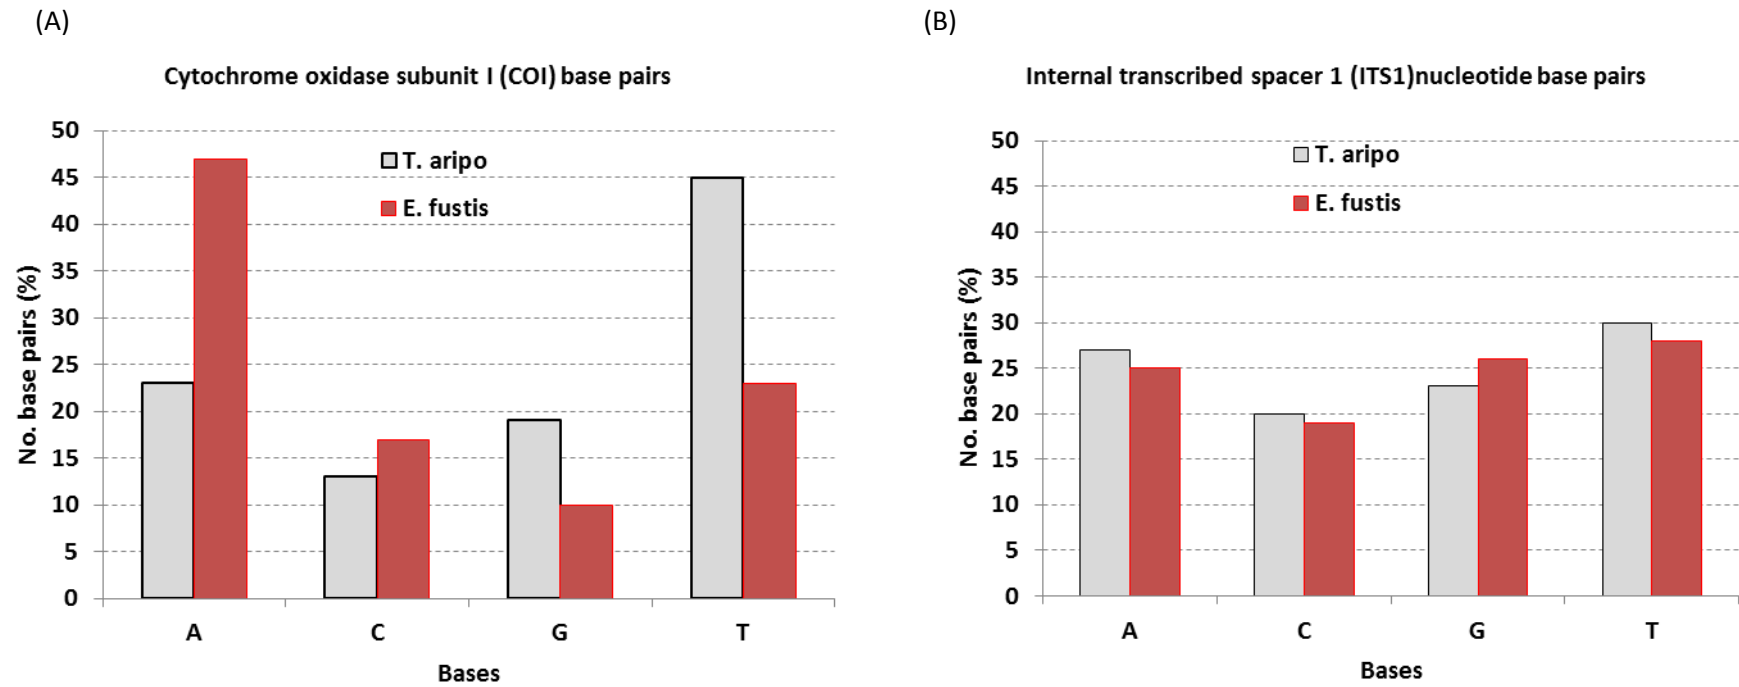 (A)
Cytochrome oxidase subunit I (COI) base pairs
50
45
40
35
30
25
20
15
10
5
0
No. base pairs (%)
T. aripo
E. fustis
A C G T
Bases
(B)
Internal transcribed spacer 1 (ITS1)nucleotide base pairs
50
45
40
35
30
25
20
15
10
5
0
No. base pairs (%)
T. aripo
E. fustis
A C G T
Bases